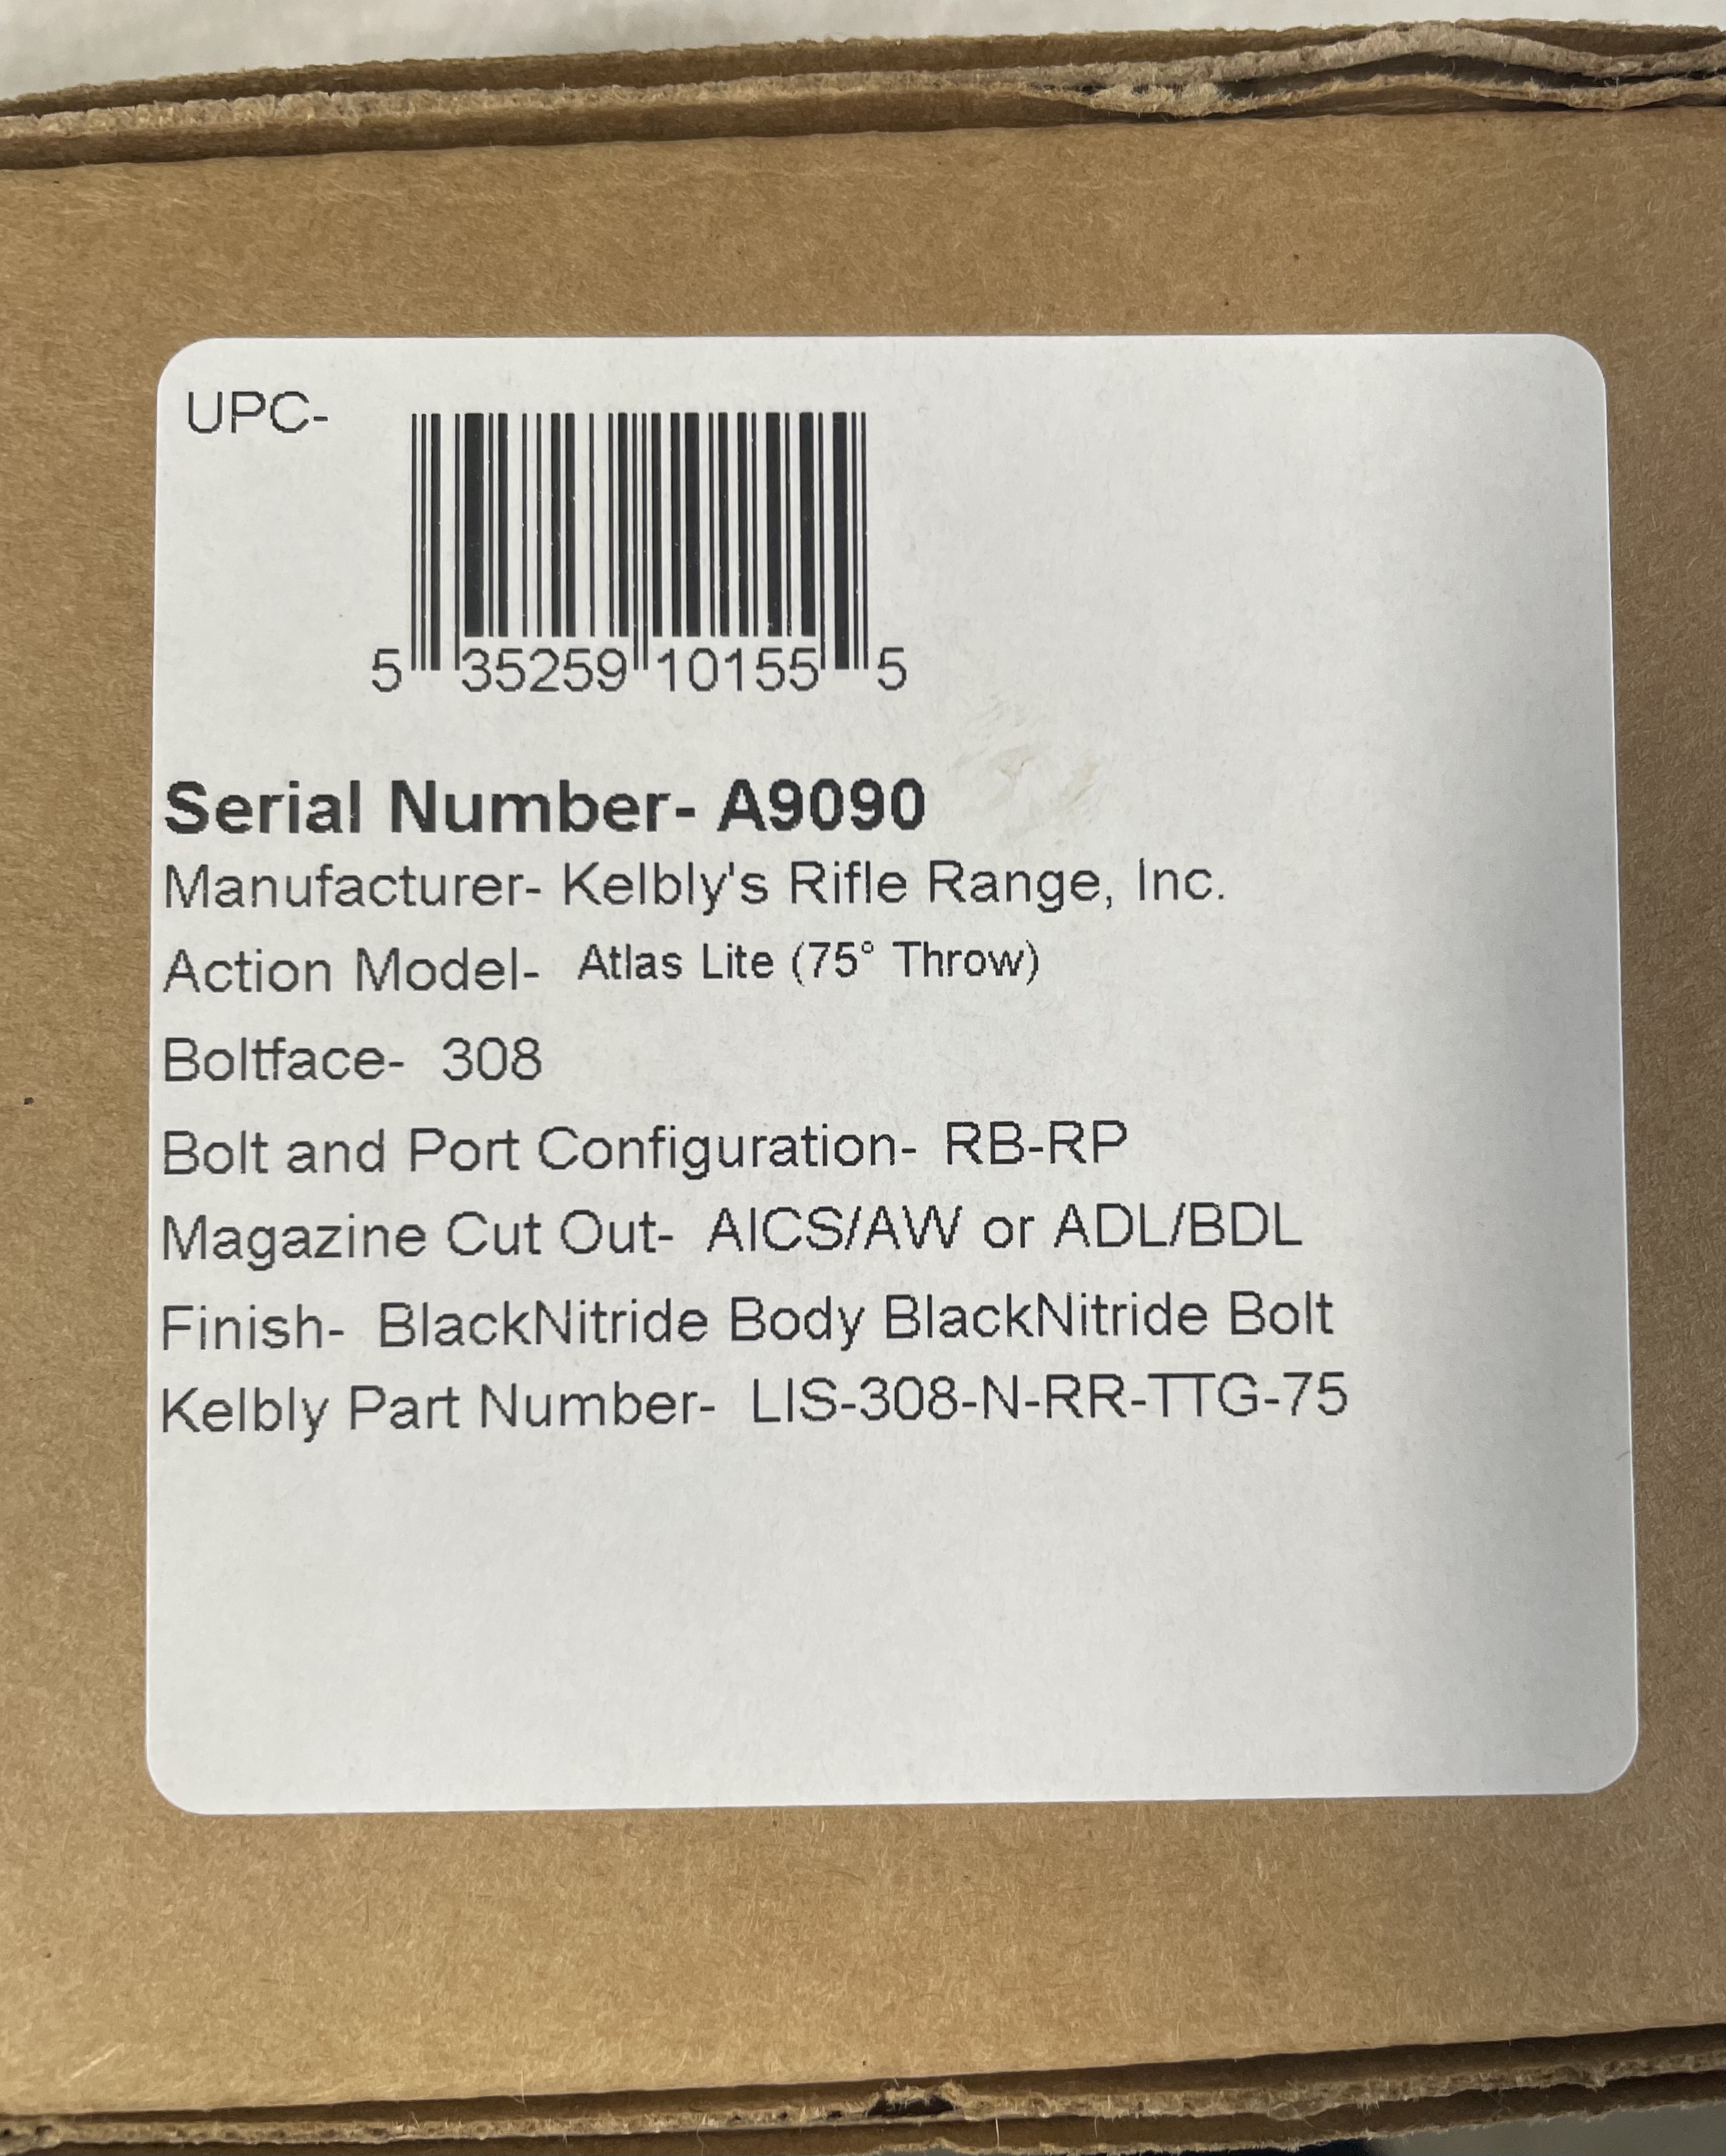 UPC-
5 35259 10155 5
Serial Number- A9090
Manufacturer- Kelbly's Rifle Range, Inc.
Action Model- Atlas Lite (75° Throw)
Boltface- 308
Bolt and Port Configuration- RB-RP
Magazine Cut Out- AICS/AW or ADL/BDL
Finish- BlackNitride Body BlackNitride Bolt
Kelbly Part Number- LIS-308-N-RR-TTG-75